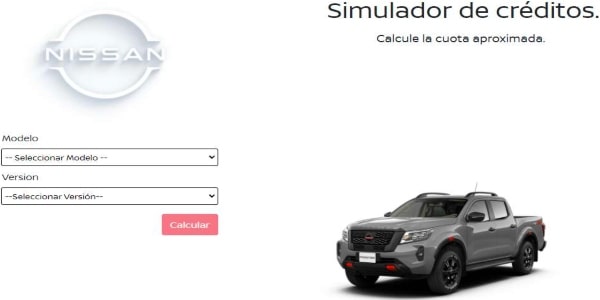 NISSAN
Simulador de créditos.
Calcule la cuota aproximada.
Modelo
-- Seleccionar Modelo --
Version
--Seleccionar Versión--
Calcular